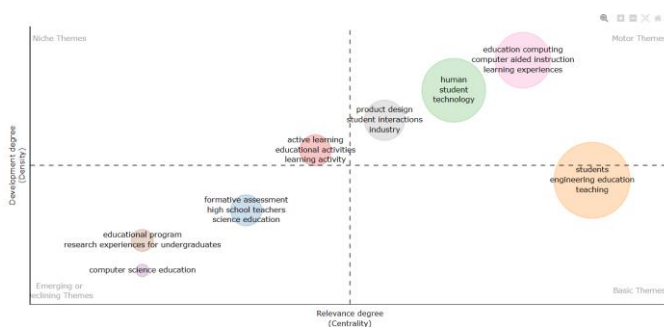 Niche Themes
Motor Themes
education computing
computer aided instruction
learning experiences
human
student
technology
product design
student interactions
industry
active learning
educational activities
learning activity
students
engineering education
teaching
formative assessment
high school teachers
science education
educational program
research experiences for undergraduates
computer science education
Emerging or
eclining Themes
Basic Themes
Development degree
(Density)
Relevance degree
(Centrality)